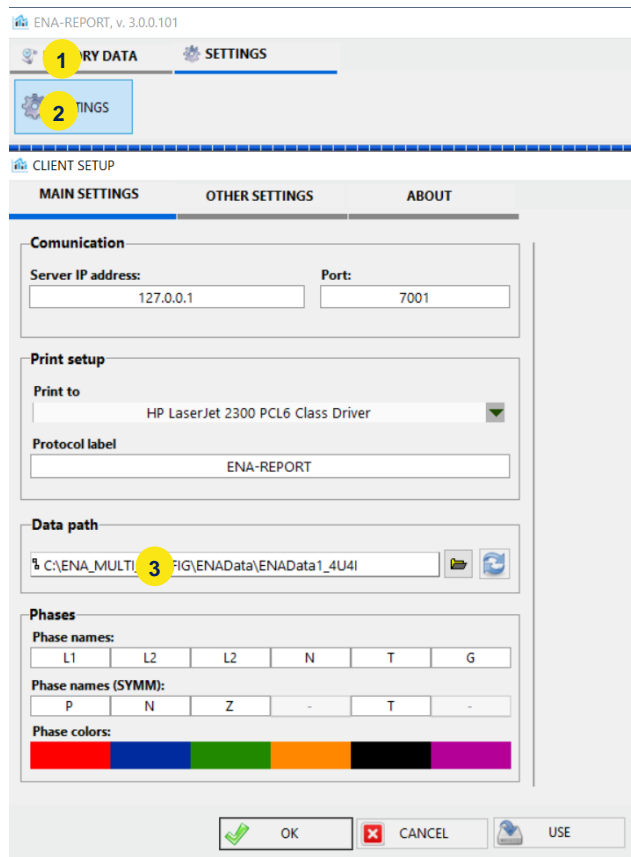 ENA-REPORT, v. 3.0.0.101
1 RY DATA SETTINGS
2 TINGS
CLIENT SETUP
MAIN SETTINGS OTHER SETTINGS ABOUT
Comunication
Server IP address: Port:
127.0.0.1 7001
Print setup
Print to
HP LaserJet 2300 PCL6 Class Driver
Protocol label
ENA-REPORT
Data path
C:\ENA_MULTI_ 3 FIG\ENAData\ENAData1_4U4I
Phases
Phase names:
L1 L2 L2 N T G
Phase names (SYMM):
P N Z - T -
Phase colors:
OK CANCEL USE